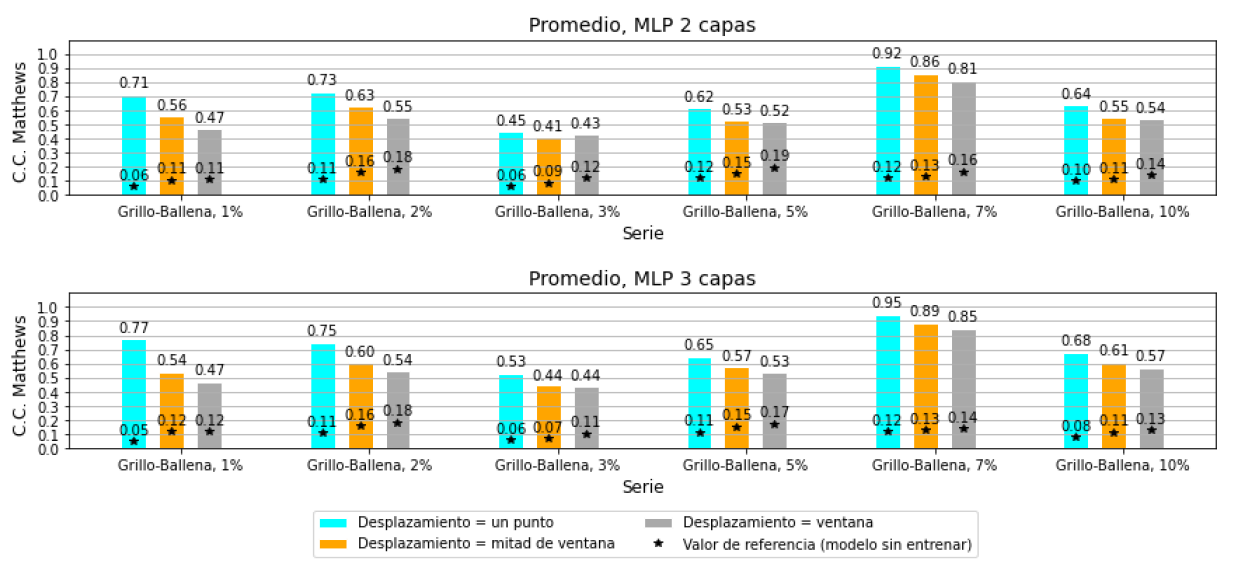 Promedio, MLP 2 capas
C.C. Matthews
1.0
0.9
0.8
0.7
0.6
0.5
0.4
0.3
0.2
0.1
0.0
0.71 0.56 0.47 0.73 0.63 0.55 0.45 0.41 0.43 0.62 0.53 0.52 0.92 0.86 0.81 0.64 0.55 0.54
0.06 0.11 0.11 0.11 0.16 0.18 0.06 0.09 0.12 0.12 0.15 0.19 0.12 0.13 0.16 0.10 0.11 0.14
Grillo-Ballena, 1% Grillo-Ballena, 2% Grillo-Ballena, 3% Grillo-Ballena, 5% Grillo-Ballena, 7% Grillo-Ballena, 10%
Serie
Promedio, MLP 3 capas
C.C. Matthews
1.0
0.9
0.8
0.7
0.6
0.5
0.4
0.3
0.2
0.1
0.0
0.77 0.54 0.47 0.75 0.60 0.54 0.53 0.44 0.44 0.65 0.57 0.53 0.95 0.89 0.85 0.68 0.61 0.57
0.05 0.12 0.12 0.11 0.16 0.18 0.06 0.07 0.11 0.11 0.15 0.17 0.12 0.13 0.14 0.08 0.11 0.13
Grillo-Ballena, 1% Grillo-Ballena, 2% Grillo-Ballena, 3% Grillo-Ballena, 5% Grillo-Ballena, 7% Grillo-Ballena, 10%
Serie
Desplazamiento = un punto
Desplazamiento = mitad de ventana
Desplazamiento = ventana
Valor de referencia (modelo sin entrenar)